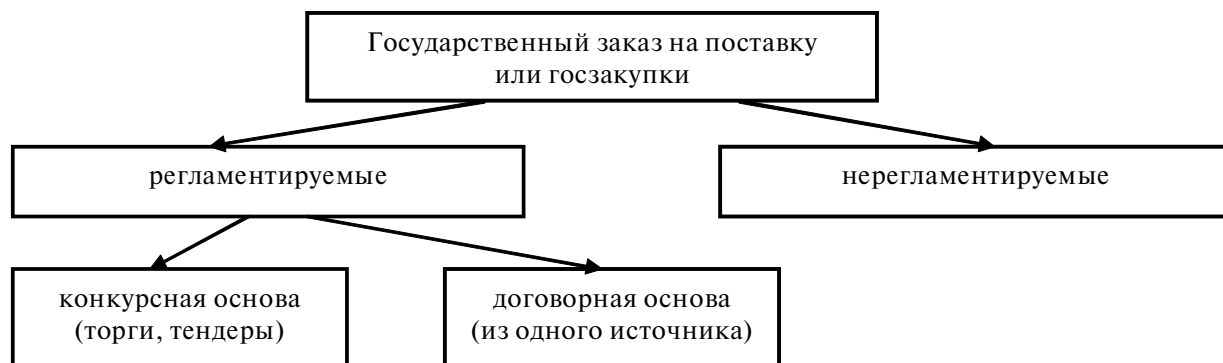 Государственный заказ на поставку
или госзакупки
регламентируемые
нерегламентируемые
конкурсная основа
(торги, тендеры)
договорная основа
(из одного источника)